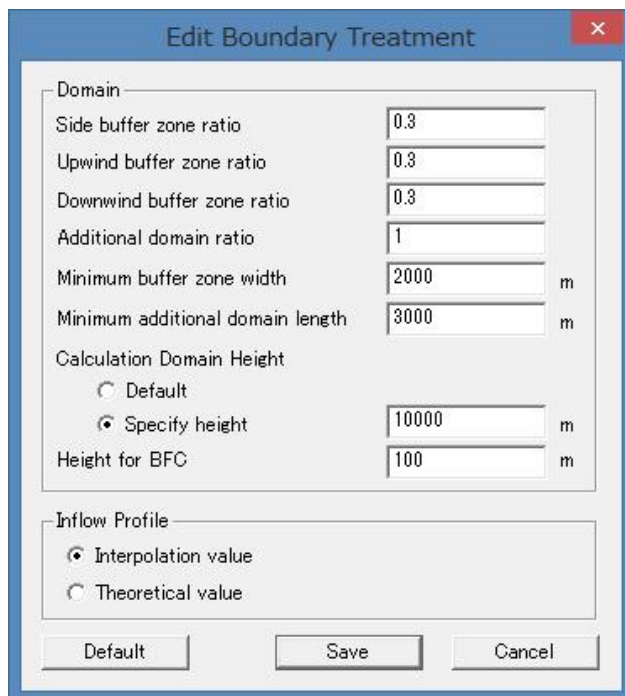 Edit Boundary Treatment
Domain
Side buffer zone ratio 0.3
Upwind buffer zone ratio 0.3
Downwind buffer zone ratio 0.3
Additional domain ratio 1
Minimum buffer zone width 2000 m
Minimum additional domain length 3000 m
Calculation Domain Height
Default
Specify height 10000 m
Height for BFC 100 m
Inflow Profile
Interpolation value
Theoretical value
Default Save Cancel